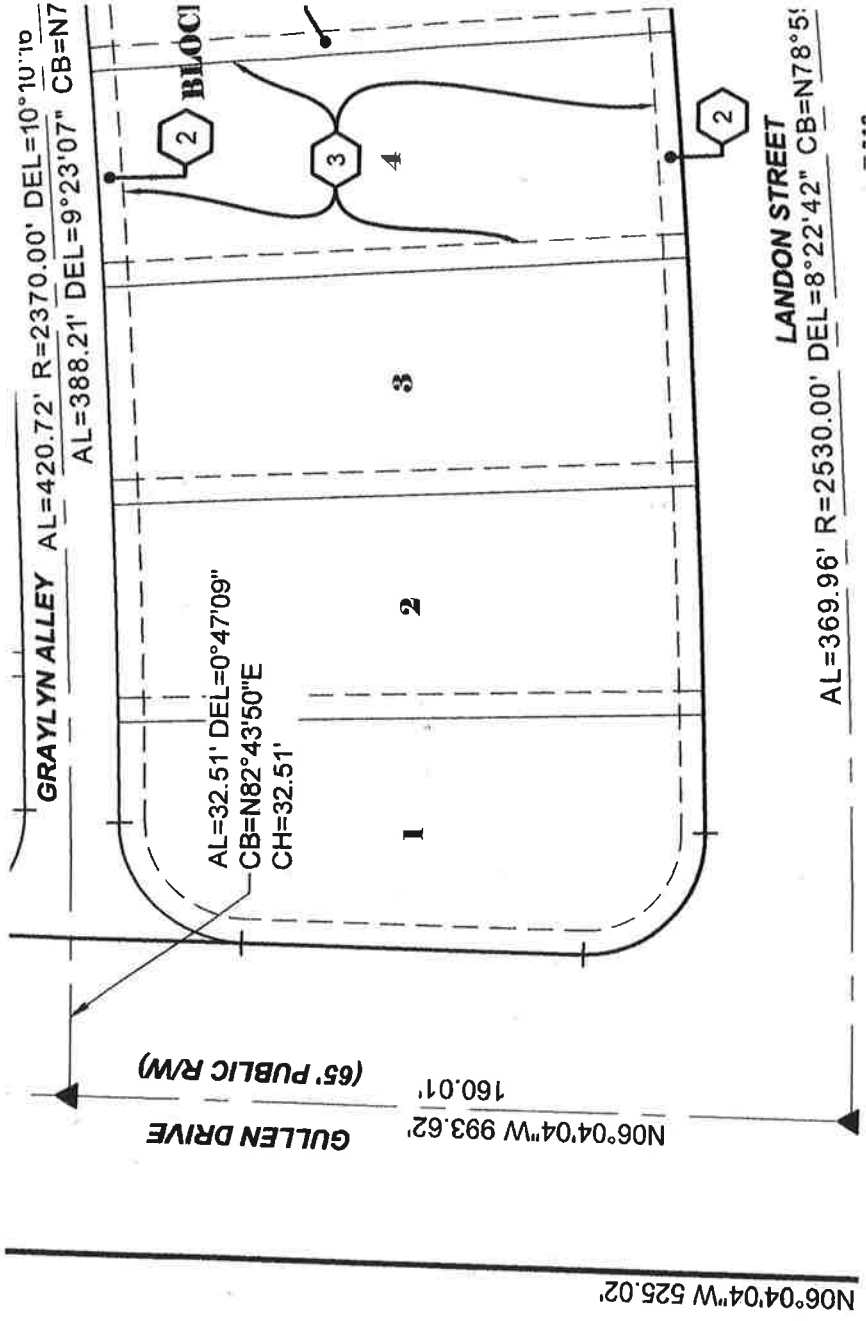 GRAYLYN ALLEY AL=420.72' R=2370.00' DEL=10°10'16
AL=388.21' DEL=9°23'07" CB=N7
BLOC
2
3
4
3
2
1
AL=32.51' DEL=0°47'09"
CB=N82°43'50"E
CH=32.51'
2
LANDON STREET
AL=369.96' R=2530.00' DEL=8°22'42" CB=N78°5
(65' PUBLIC R/W)
GULLEN DRIVE
160.01'
N06°04'04"W 993.62'
N06°04'04"W 525.02'